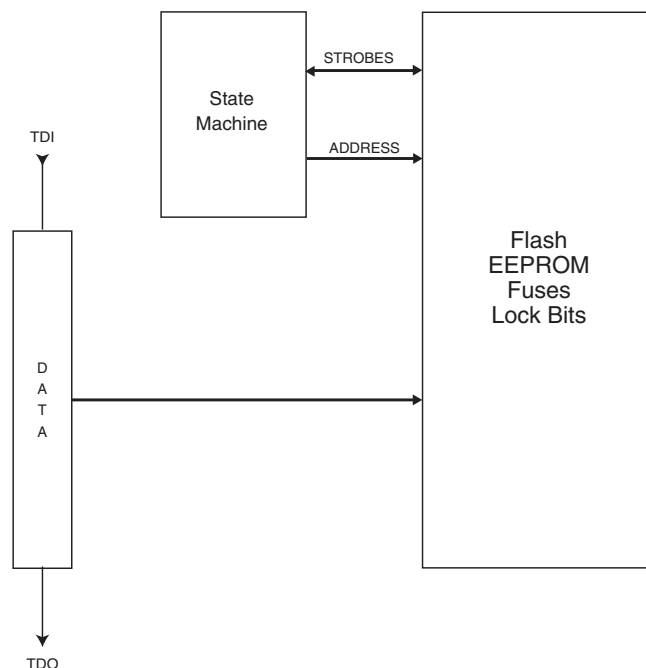 STROBES
State
Machine
TDI
ADDRESS
Flash
EEPROM
Fuses
Lock Bits
D
A
T
A
TDO